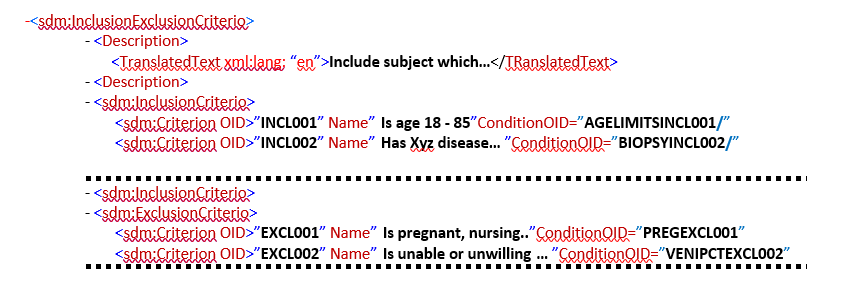 -<sdm:InclusionExclusionCriterio>
- <Description>
<TranslatedText xml:lang: “en”>Include subject which…</TRanslatedText>
- <Description>
- <sdm:InclusionCriterio>
<sdm:Criterion OID>”INCL001” Name” Is age 18 - 85”ConditionOID=”AGELIMITSINCL001/”
<sdm:Criterion OID>”INCL002” Name” Has Xyz disease… ”ConditionOID=”BIOPSYINCL002/”
- <sdm:InclusionCriterio>
- <sdm:ExclusionCriterio>
<sdm:Criterion OID>”EXCL001” Name” Is pregnant, nursing..”ConditionOID=”PREGEXCL001”
<sdm:Criterion OID>”EXCL002” Name” Is unable or unwilling … ”ConditionOID=”VENIPCTEXCL002”